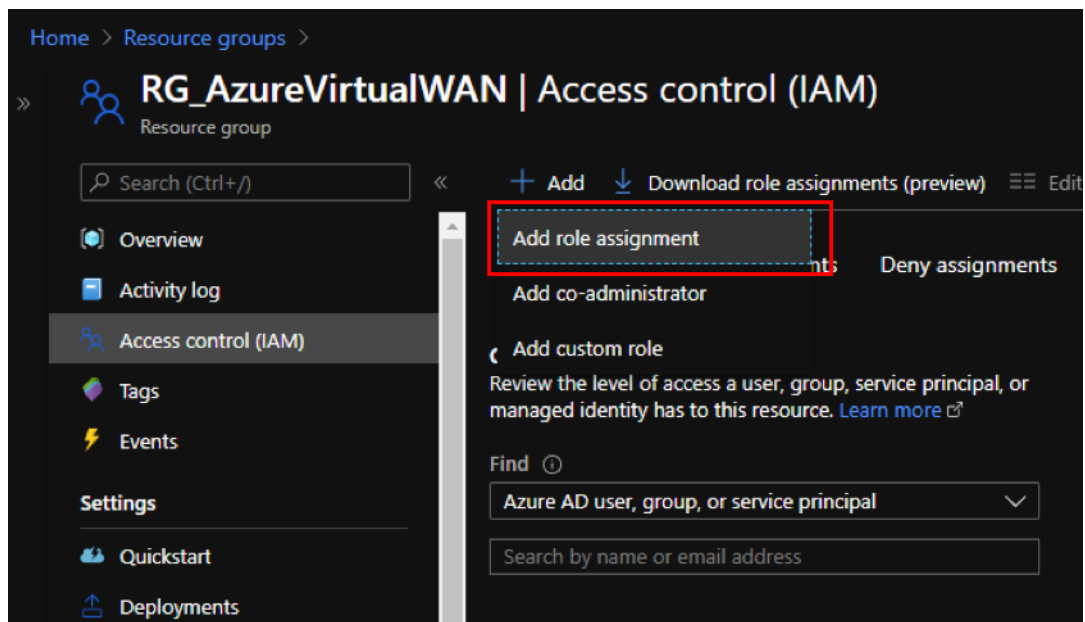 Home > Resource groups >
RG_AzureVirtualWAN | Access control (IAM)
Resource group
Search (Ctrl+/)
Add
Download role assignments (preview)
Edit
Add role assignment
nts
Deny assignments
Add co-administrator
Add custom role
Review the level of access a user, group, service principal, or
managed identity has to this resource. Learn more
Find
Azure AD user, group, or service principal
Search by name or email address
Overview
Activity log
Access control (IAM)
Tags
Events
Settings
Quickstart
Deployments